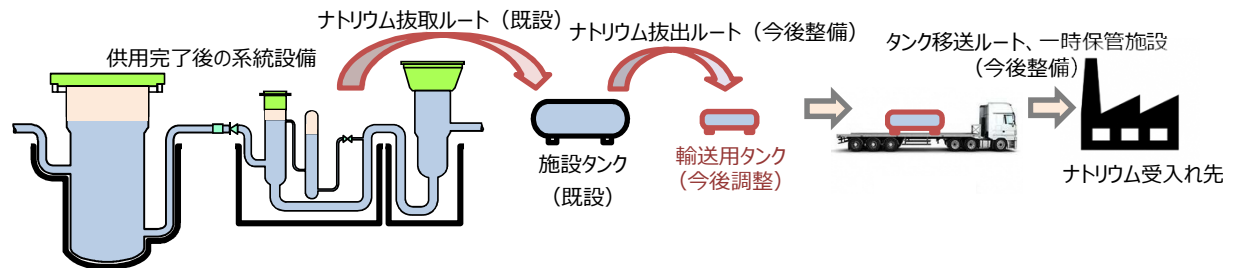 ナトリウム抜取ルート（既設）
ナトリウム抜出ルート（今後整備）
タンク移送ルート、一時保管施設
（今後整備）
供用完了後の系統設備
施設タンク
（既設）
輸送用タンク
（今後調整）
ナトリウム受入れ先